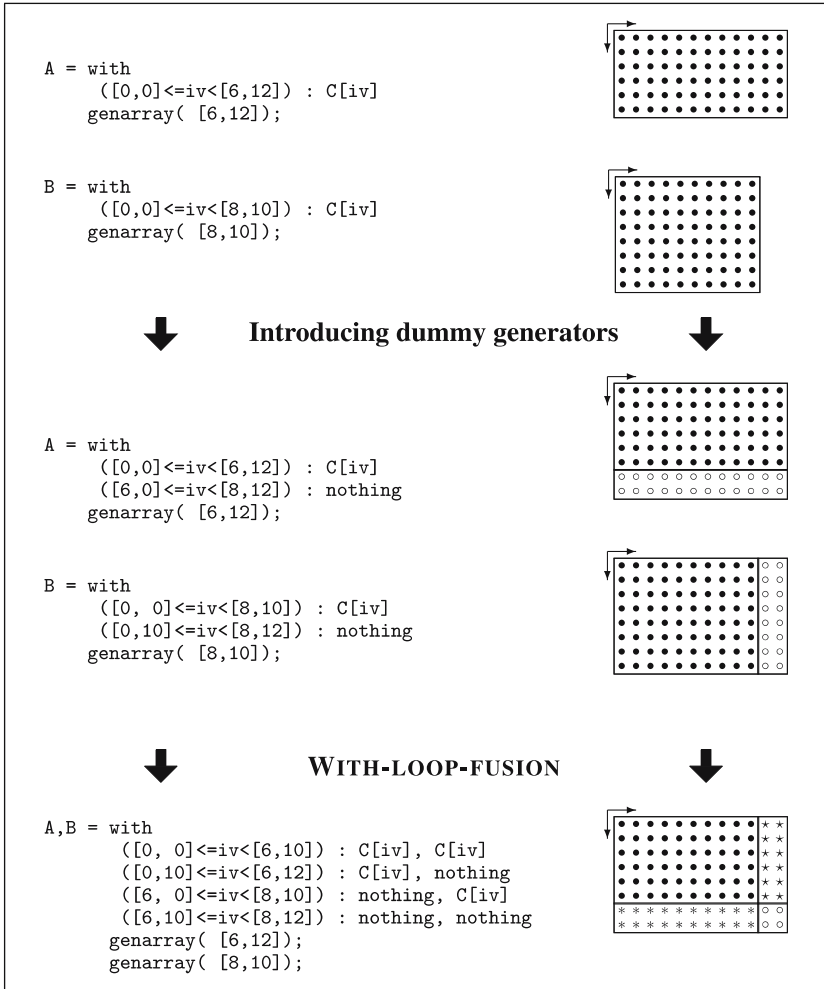 A = with
([0,0]<=iv<[6,12]) : C[iv]
genarray( [6,12]);
B = with
([0,0]<=iv<[8,10]) : C[iv]
genarray( [8,10]);
Introducing dummy generators
A = with
([0,0]<=iv<[6,12]) : C[iv]
([6,0]<=iv<[8,12]) : nothing
genarray( [6,12]);
B = with
([0, 0]<=iv<[8,10]) : C[iv]
([0,10]<=iv<[8,12]) : nothing
genarray( [8,10]);
WITH-LOOP-FUSION
A,B = with
([0, 0]<=iv<[6,10]) : C[iv], C[iv]
([0,10]<=iv<[6,12]) : C[iv], nothing
([6, 0]<=iv<[8,10]) : nothing, C[iv]
([6,10]<=iv<[8,12]) : nothing, nothing
genarray( [6,12]);
genarray( [8,10]);